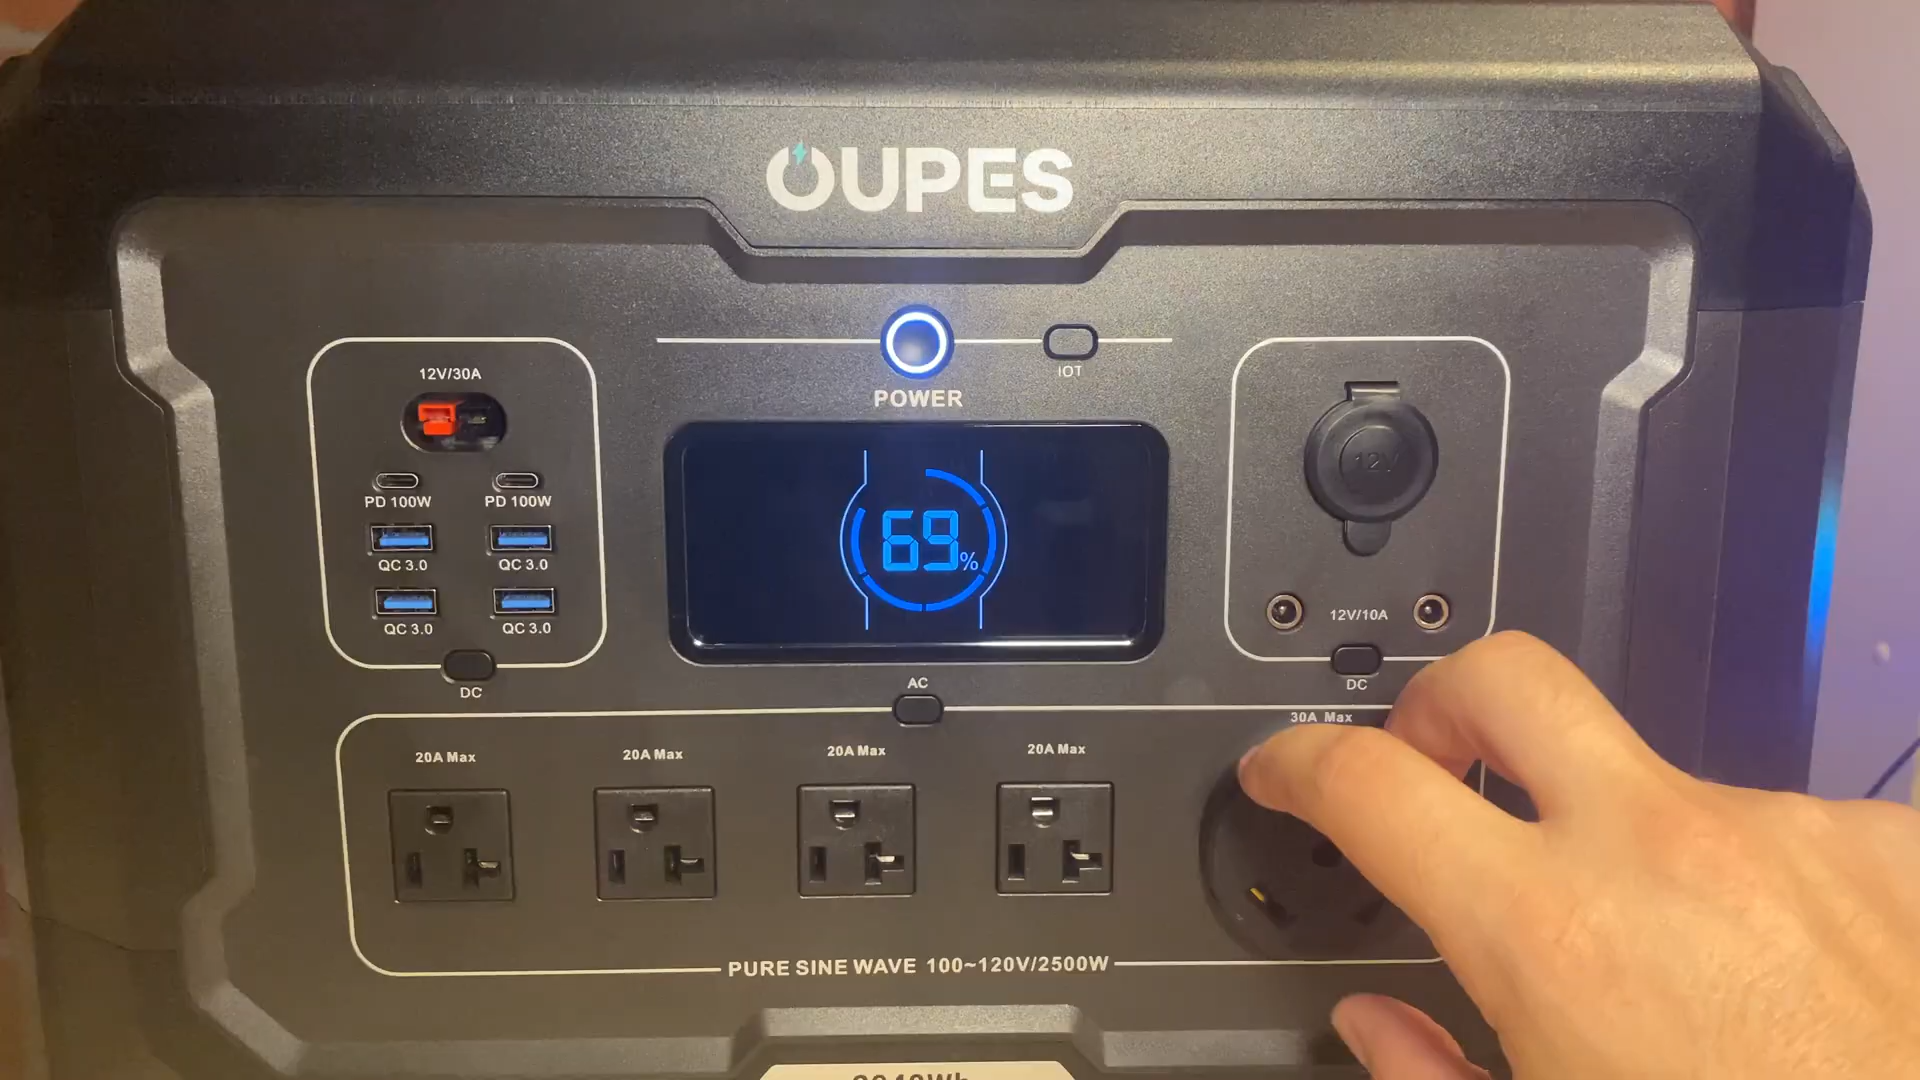 OUPES
IOT
POWER
12V/30A
PD 100W
PD 100W
QC 3.0
QC 3.0
QC 3.0
QC 3.0
DC
69%
12V
12V/10A
DC
AC
20A Max
20A Max
20A Max
20A Max
30A Max
PURE SINE WAVE 100~120V/2500W